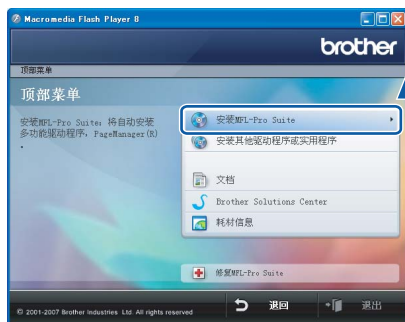 Macromedia Flash Player 8
brother
顶部菜单
顶部菜单
安装MFL-Pro Suite: 将自动安装
多功能驱动程序, PageManager(R)
.
安装MFL-Pro Suite
安装其他驱动程序或实用程序
文档
Brother Solutions Center
耗材信息
修复MFL-Pro Suite
© 2001-2007 Brother Industries Ltd. All rights reserved
退回
退出